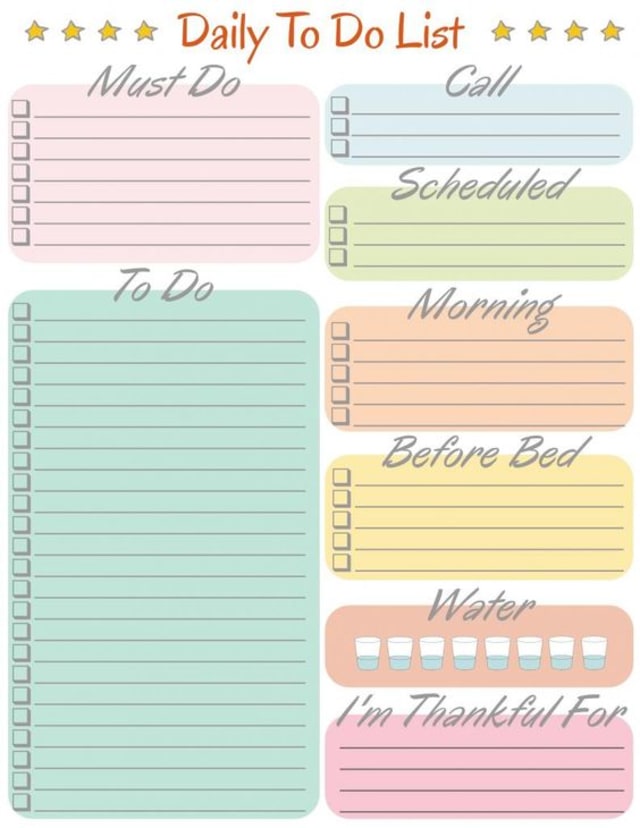 Daily To Do List
Must Do
To Do
Call
Scheduled
Morning
Before Bed
Water
I'm Thankful For